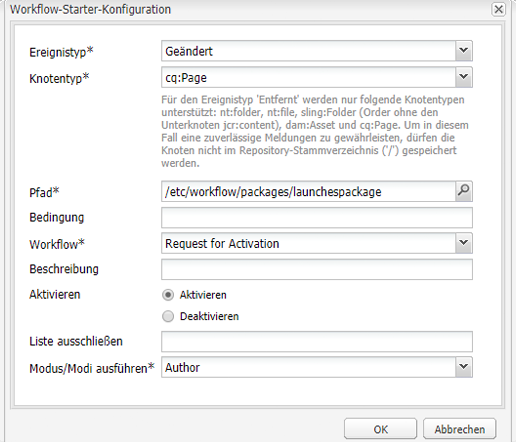 Workflow-Starter-Konfiguration
Ereignistyp* Geändert
Knotentyp* cq:Page
Für den Ereignistyp 'Entfernt' werden nur folgende Knotentypen
unterstützt: nt:folder, nt:file, sling:Folder (Order ohne den
Unterknoten jcr:content), dam:Asset und cq:Page. Um in diesem
Fall eine zuverlässige Meldungen zu gewährleisten, dürfen die
Knoten nicht im Repository-Stammverzeichnis ('/') gespeichert
werden.
Pfad* /etc/workflow/packages/launchespackage
Bedingung
Workflow* Request for Activation
Beschreibung
Aktivieren Aktivieren
Deaktivieren
Liste ausschließen
Modus/Modi ausführen* Author
OK Abbrechen